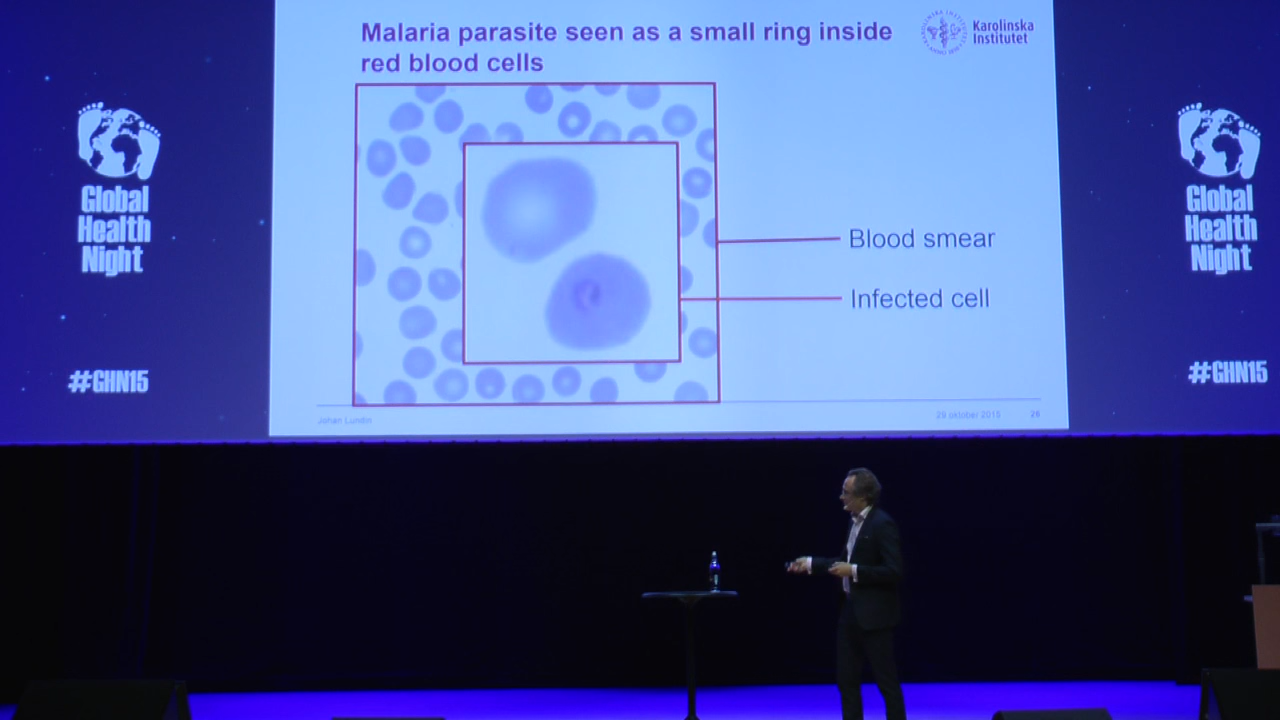 Malaria parasite seen as a small ring inside
red blood cells
Karolinska
Institutet
Blood smear
Infected cell
Johan Lundin
29 oktober 2015 26
Global
Health
Night
#GHN15
Global
Health
Night
#GHN15